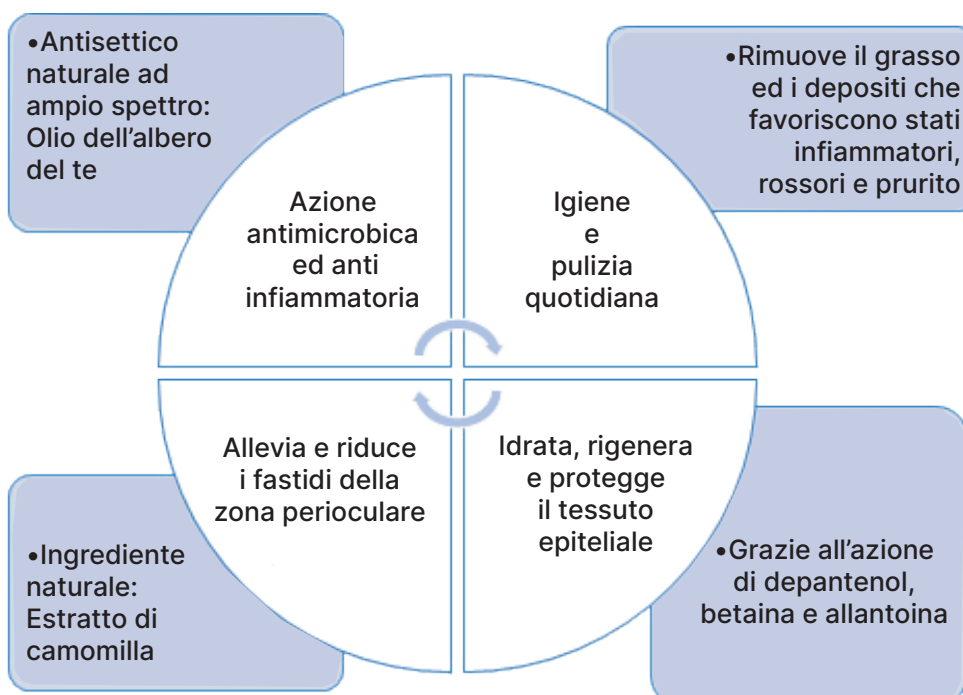 •Antisettico
naturale ad
ampio spettro:
Olio dell’albero
del te
•Rimuove il grasso
ed i depositi che
favoriscono stati
infiammatori,
rossori e prurito
Azione
antimicrobica
ed anti
infiammatoria
Igiene
e
pulizia
quotidiana
Allevia e riduce
i fastidi della
zona perioculare
Idrata, rigenera
e protegge
il tessuto
epiteliale
•Ingrediente
naturale:
Estratto di
camomilla
•Grazie all’azione
di depantenol,
betaina e allantoina